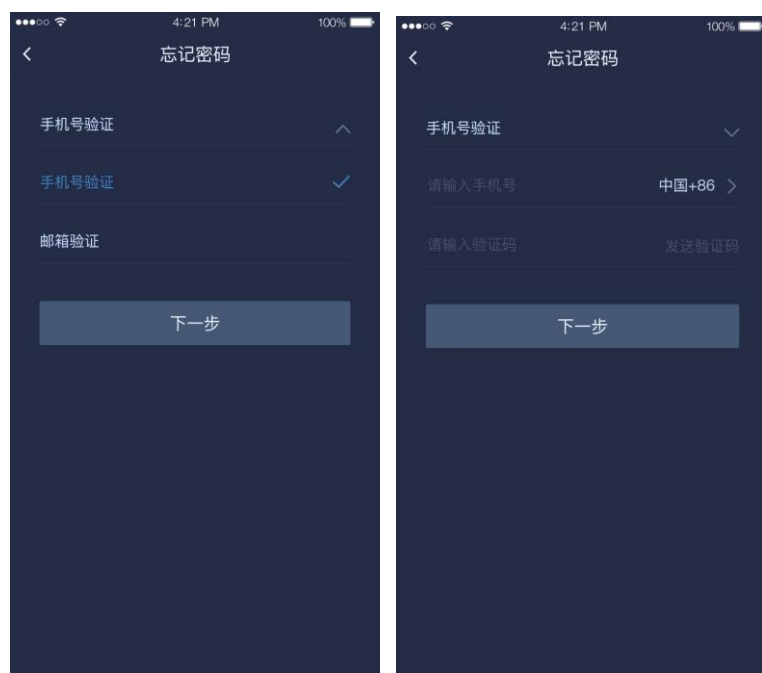 4:21 PM 100%
忘记密码
手机号验证
手机号验证
邮箱验证
下一步
4:21 PM 100%
忘记密码
手机号验证
请输入手机号 中国+86
请输入验证码 发送验证码
下一步